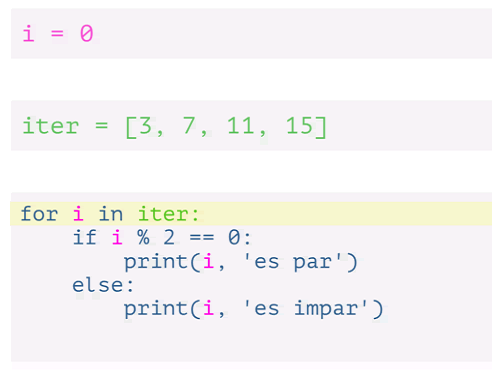 i = 0
iter = [3, 7, 11, 15]
for i in iter:
    if i % 2 == 0:
        print(i, 'es par')
    else:
        print(i, 'es impar')